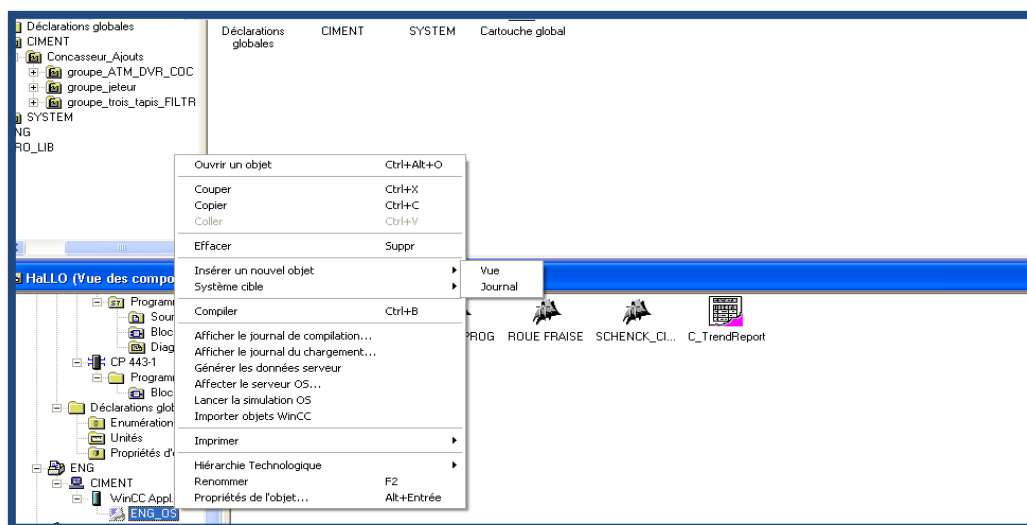 Déclarations globales
CIMENT
Concasseur_Ajouts
groupe_ATM_DVR_COC
groupe_jeteur
groupe_trois_tapis_FILTR
SYSTEM
NG
RO_LIB
Déclarations globales
CIMENT
SYSTEM
Cartouche global
Ouvrir un objet Ctrl+Alt+O
Couper Ctrl+X
Copier Ctrl+C
Coller Ctrl+V
Effacer Suppr
Insérer un nouvel objet
Système cible
Vue
Journal
Compiler Ctrl+B
Afficher le journal de compilation...
Afficher le journal du chargement...
Générer les données serveur
Affecter le serveur OS...
Lancer la simulation OS
Importer objets WinCC
Imprimer
Hiérarchie Technologique
Renommer F2
Propriétés de l'objet... Alt+Entrée
HaLLO (Vue des compo
Program
Sour
Bloc
Diag
CP 443-1
Program
Bloc
Déclarations glob
Enumération
Unités
Propriétés d'
ENG
CIMENT
WinCC Appl.
ENG_OS
PROG
ROUE FRAISE
SCHENCK_CI...
C_TrendReport